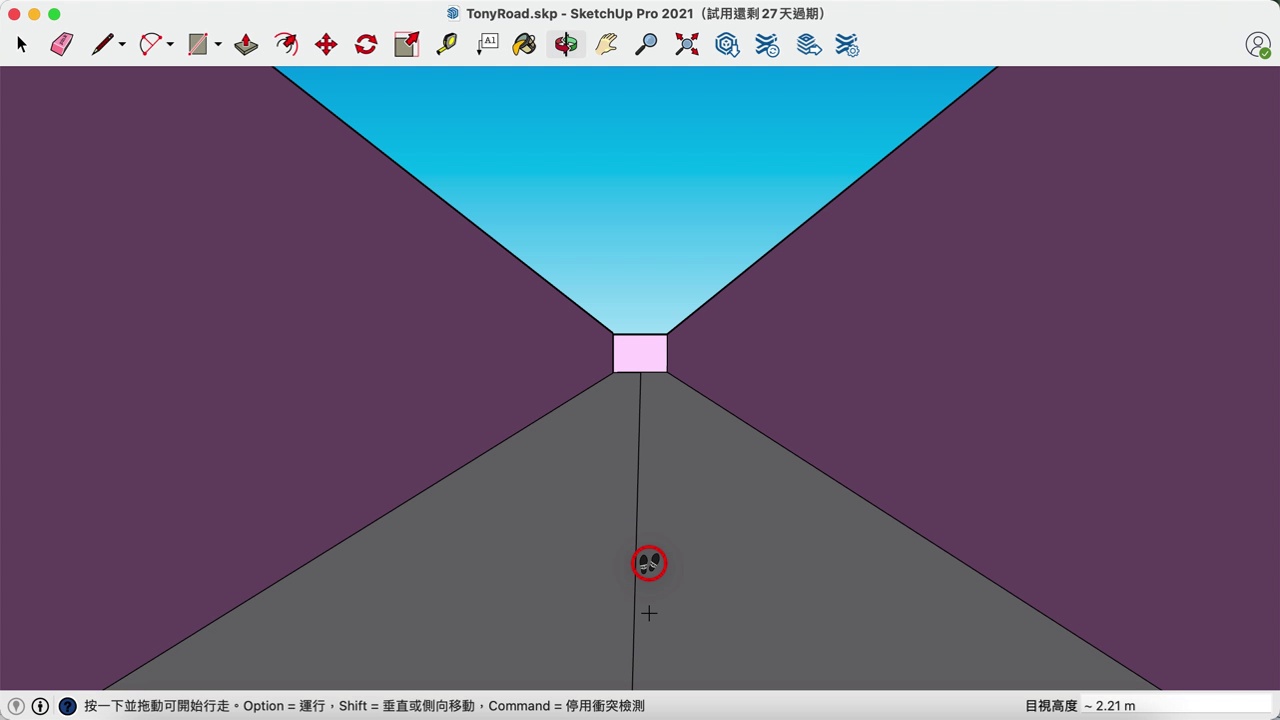 TonyRoad.skp - SketchUp Pro 2021（試用還剩 27 天過期）
A1
按一下並拖動可開始行走。Option = 運行，Shift = 垂直或側向移動，Command = 停用衝突檢測
目視高度 ~ 2.21 m